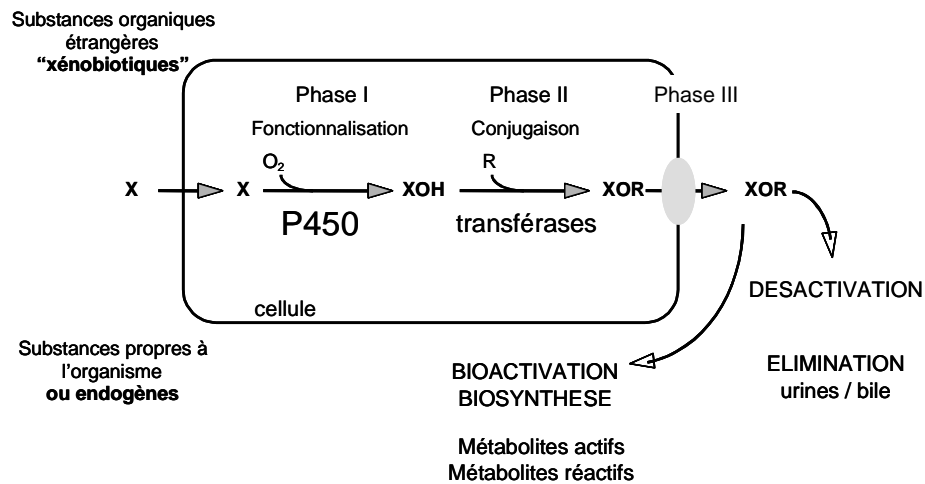 Substances organiques
étrangères
“xénobiotiques”
Phase I
Phase II
Phase III
Fonctionnalisation
Conjugaison
O₂
R
X
X
XOH
XOR
XOR
P450
transférases
DESACTIVATION
cellule
Substances propres à
l’organisme
ou endogènes
BIOACTIVATION
BIOSYNTHESE
ELIMINATION
urines / bile
Métabolites actifs
Métabolites réactifs